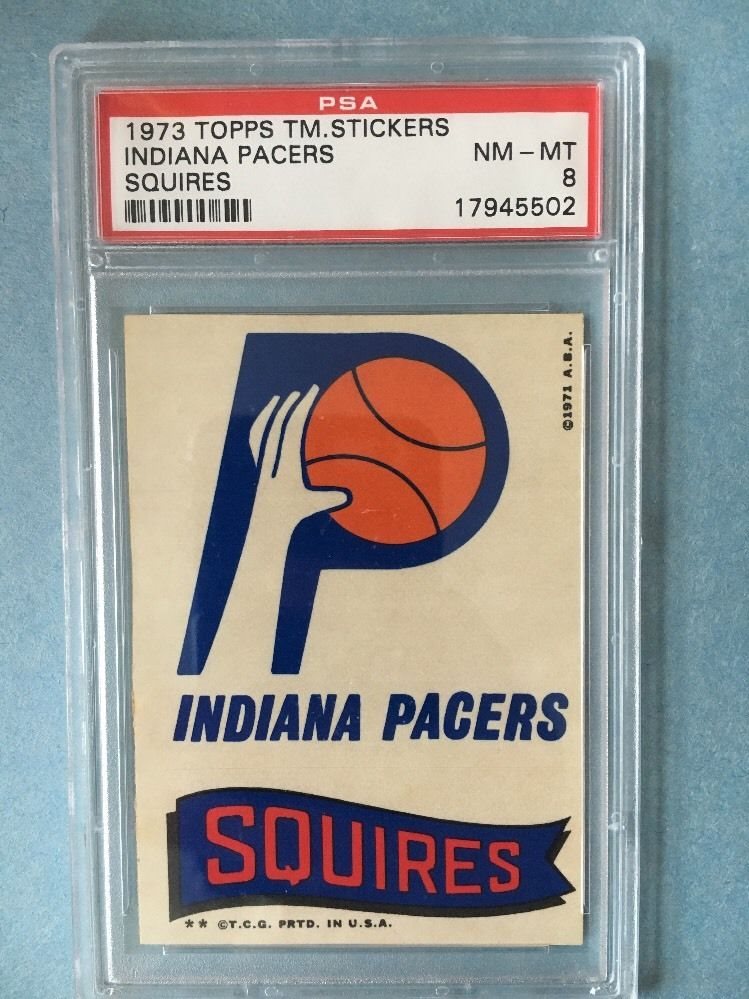 PSA
1973 TOPPS TM.STICKERS
INDIANA PACERS NM - MT
SQUIRES 8
17945502
©1971 A.B.A.
INDIANA PACERS
SQUIRES
** ©T.C.G. PRTD. IN U.S.A.